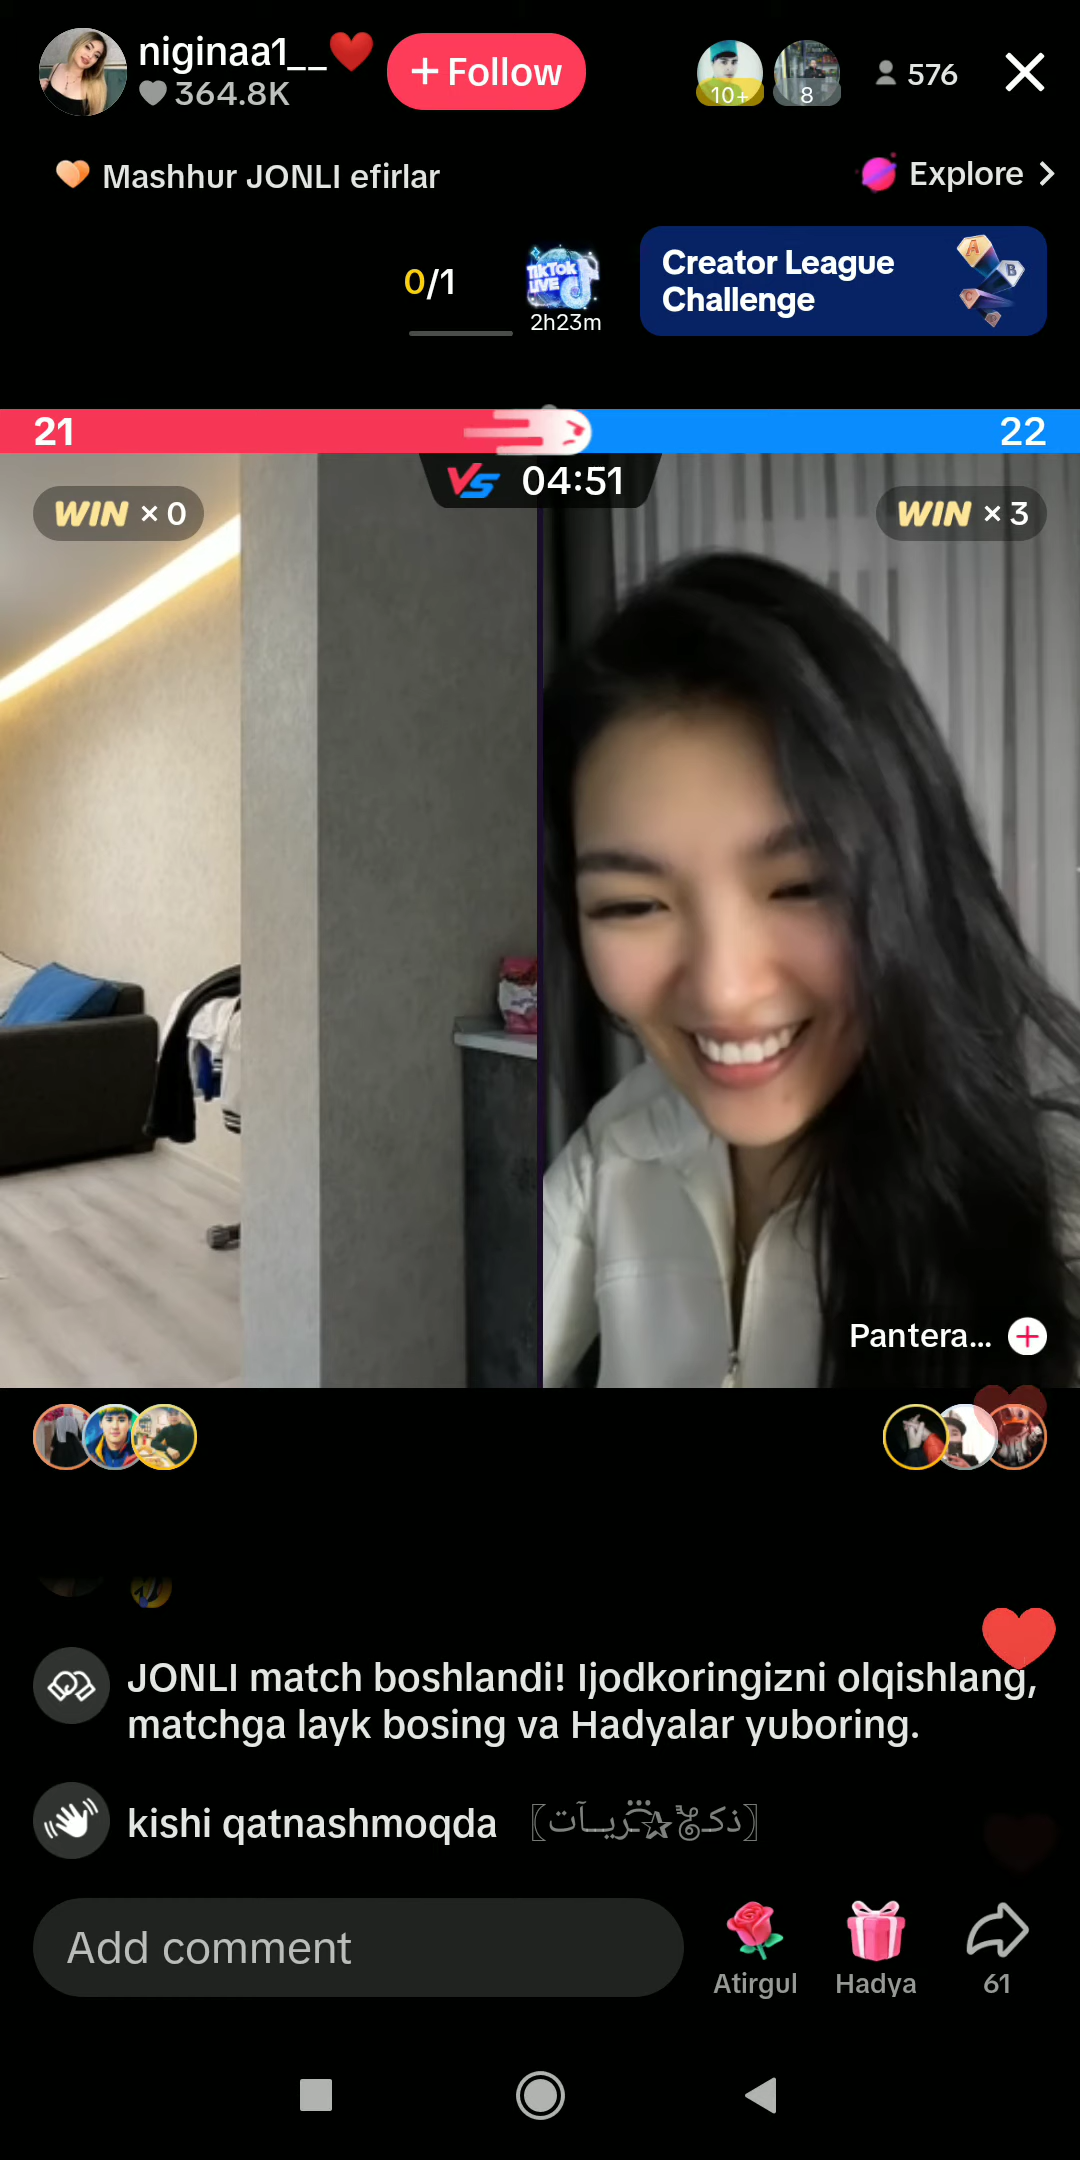 niginaa1__❤️
364.8K
+ Follow
10+
8
576
Mashhur JONLI efirlar
Explore >
0/1
TikTok LIVE
2h23m
Creator League
Challenge
A
B
C
21
22
VS 04:51
WIN × 0
WIN × 3
Pantera...
JONLI match boshlandi! Ijodkoringizni olqishlang,
matchga layk bosing va Hadyalar yuboring.
kishi qatnashmoqda
Add comment
Atirgul
Hadya
61